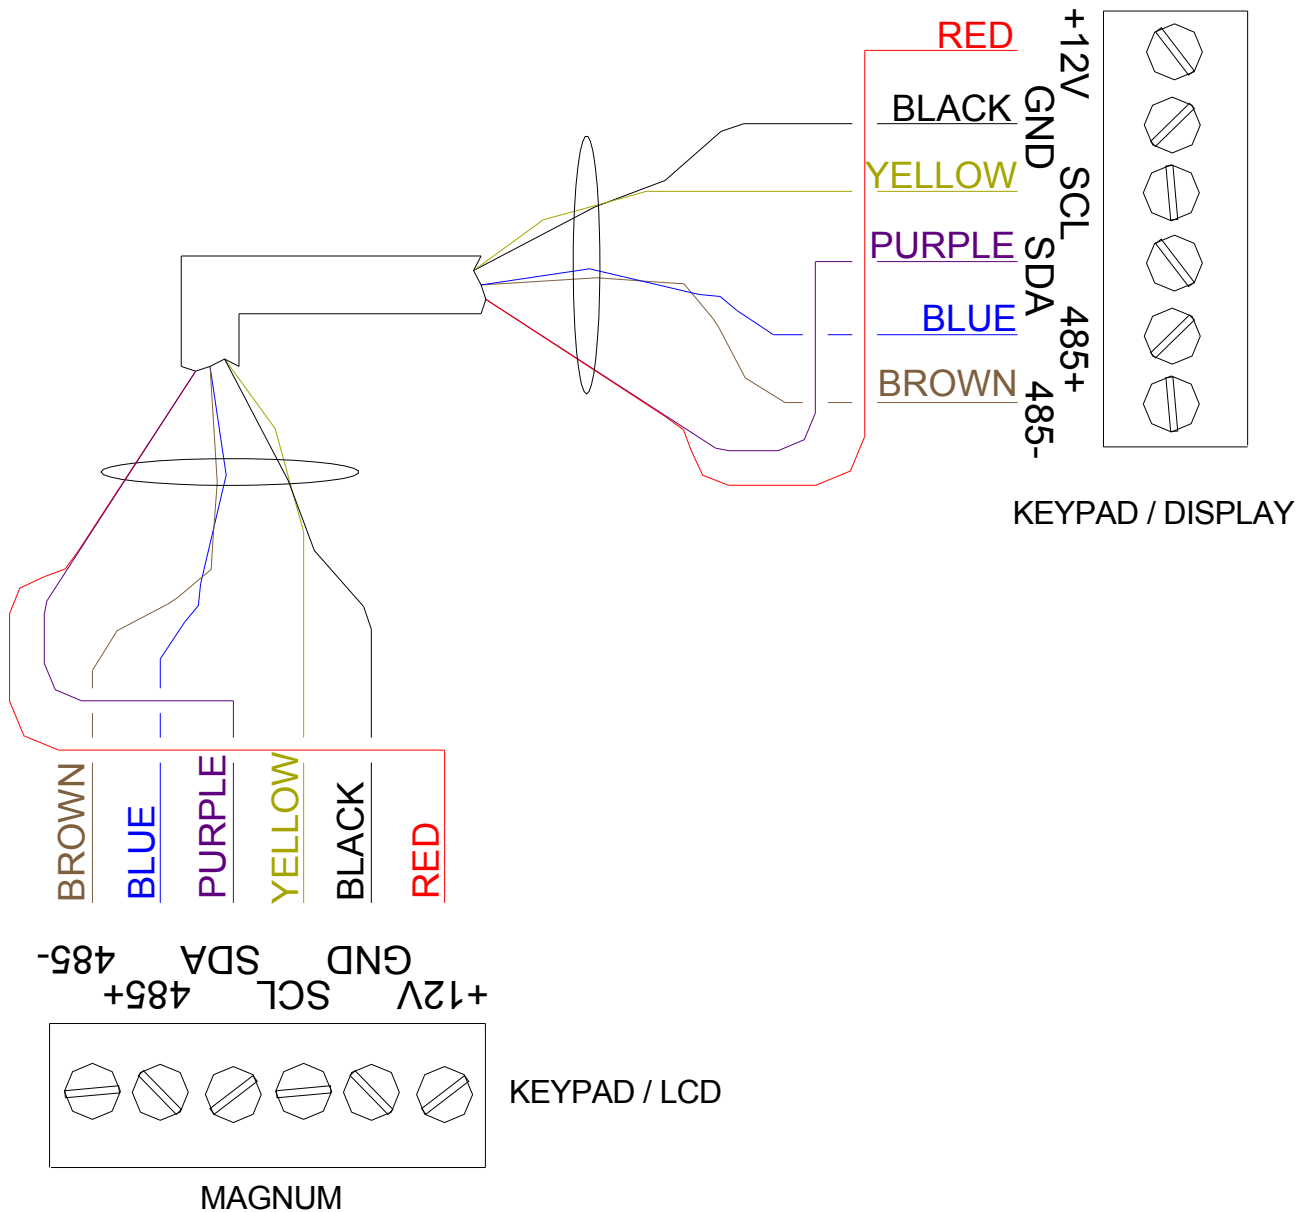 RED
+12V
BLACK
GND
YELLOW
SCL
PURPLE
SDA
BLUE
485+
BROWN
485-
KEYPAD / DISPLAY
BROWN
BLUE
PURPLE
YELLOW
BLACK
RED
485-
485+
SDA
SCL
GND
+12V
KEYPAD / LCD
MAGNUM